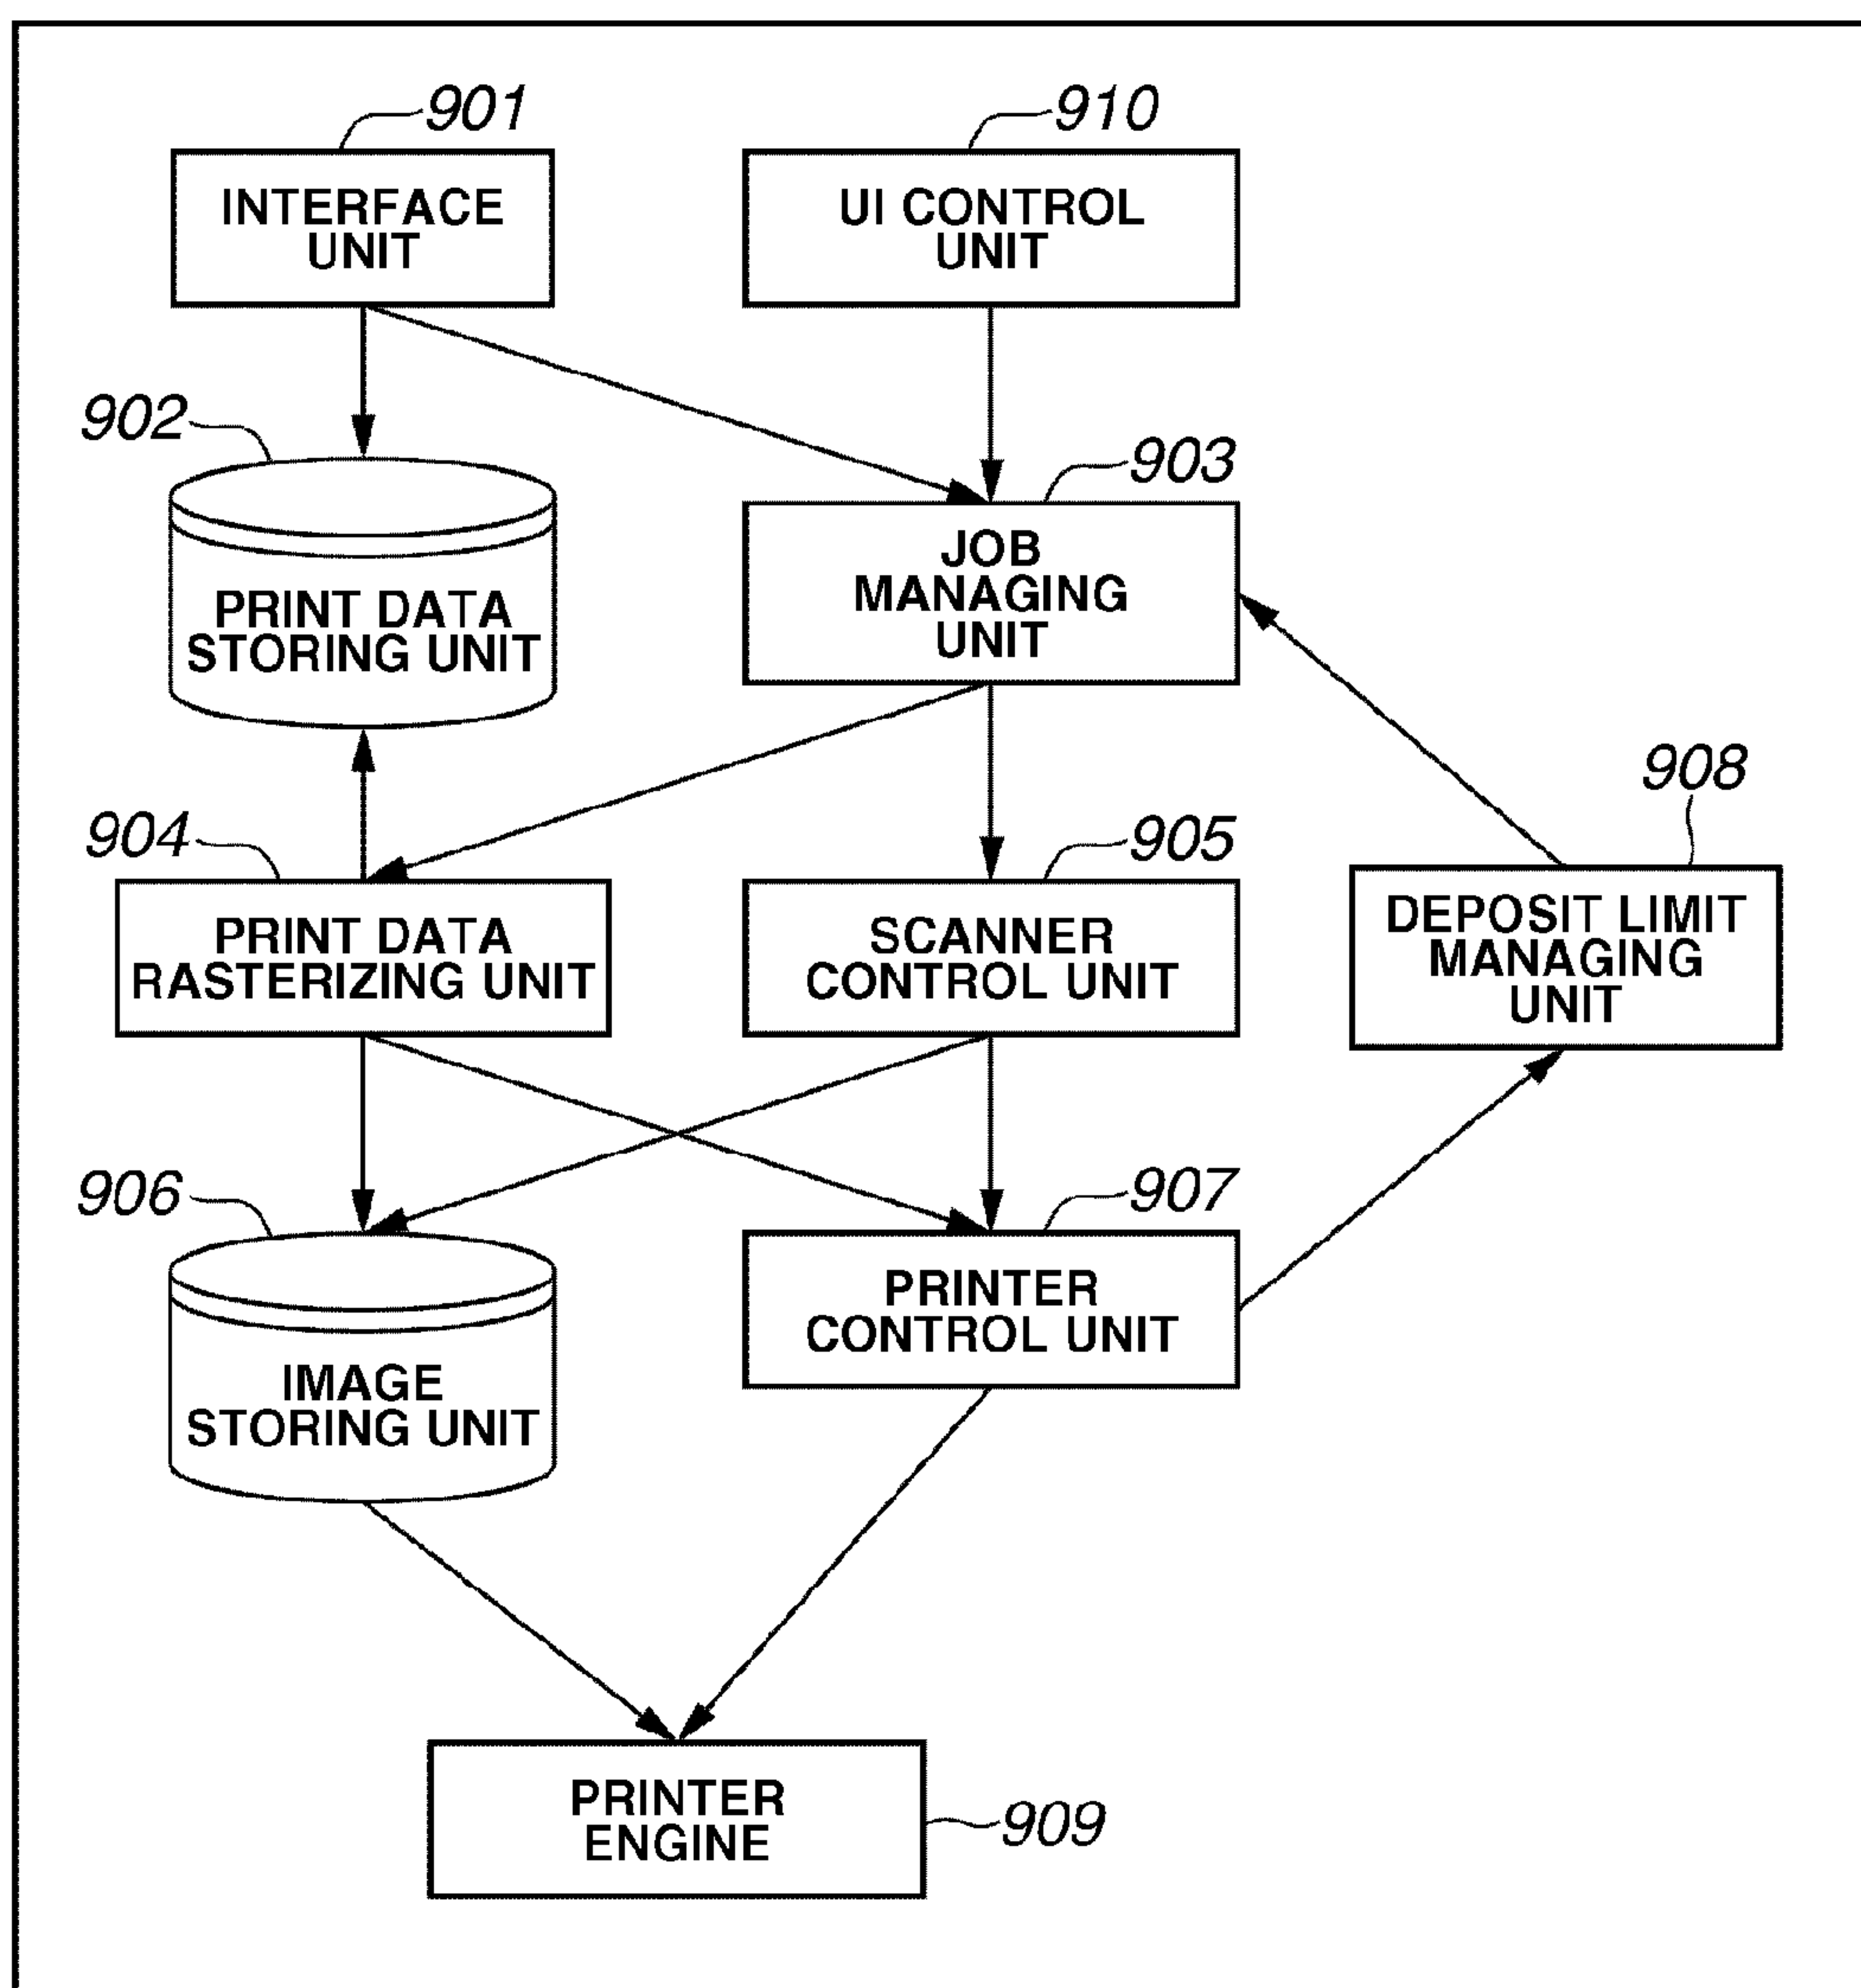 901
INTERFACE
UNIT
910
UI CONTROL
UNIT
902
PRINT DATA
STORING UNIT
903
JOB
MANAGING
UNIT
904
PRINT DATA
RASTERIZING UNIT
905
SCANNER
CONTROL UNIT
908
DEPOSIT LIMIT
MANAGING
UNIT
906
IMAGE
STORING UNIT
907
PRINTER
CONTROL UNIT
PRINTER
ENGINE
909